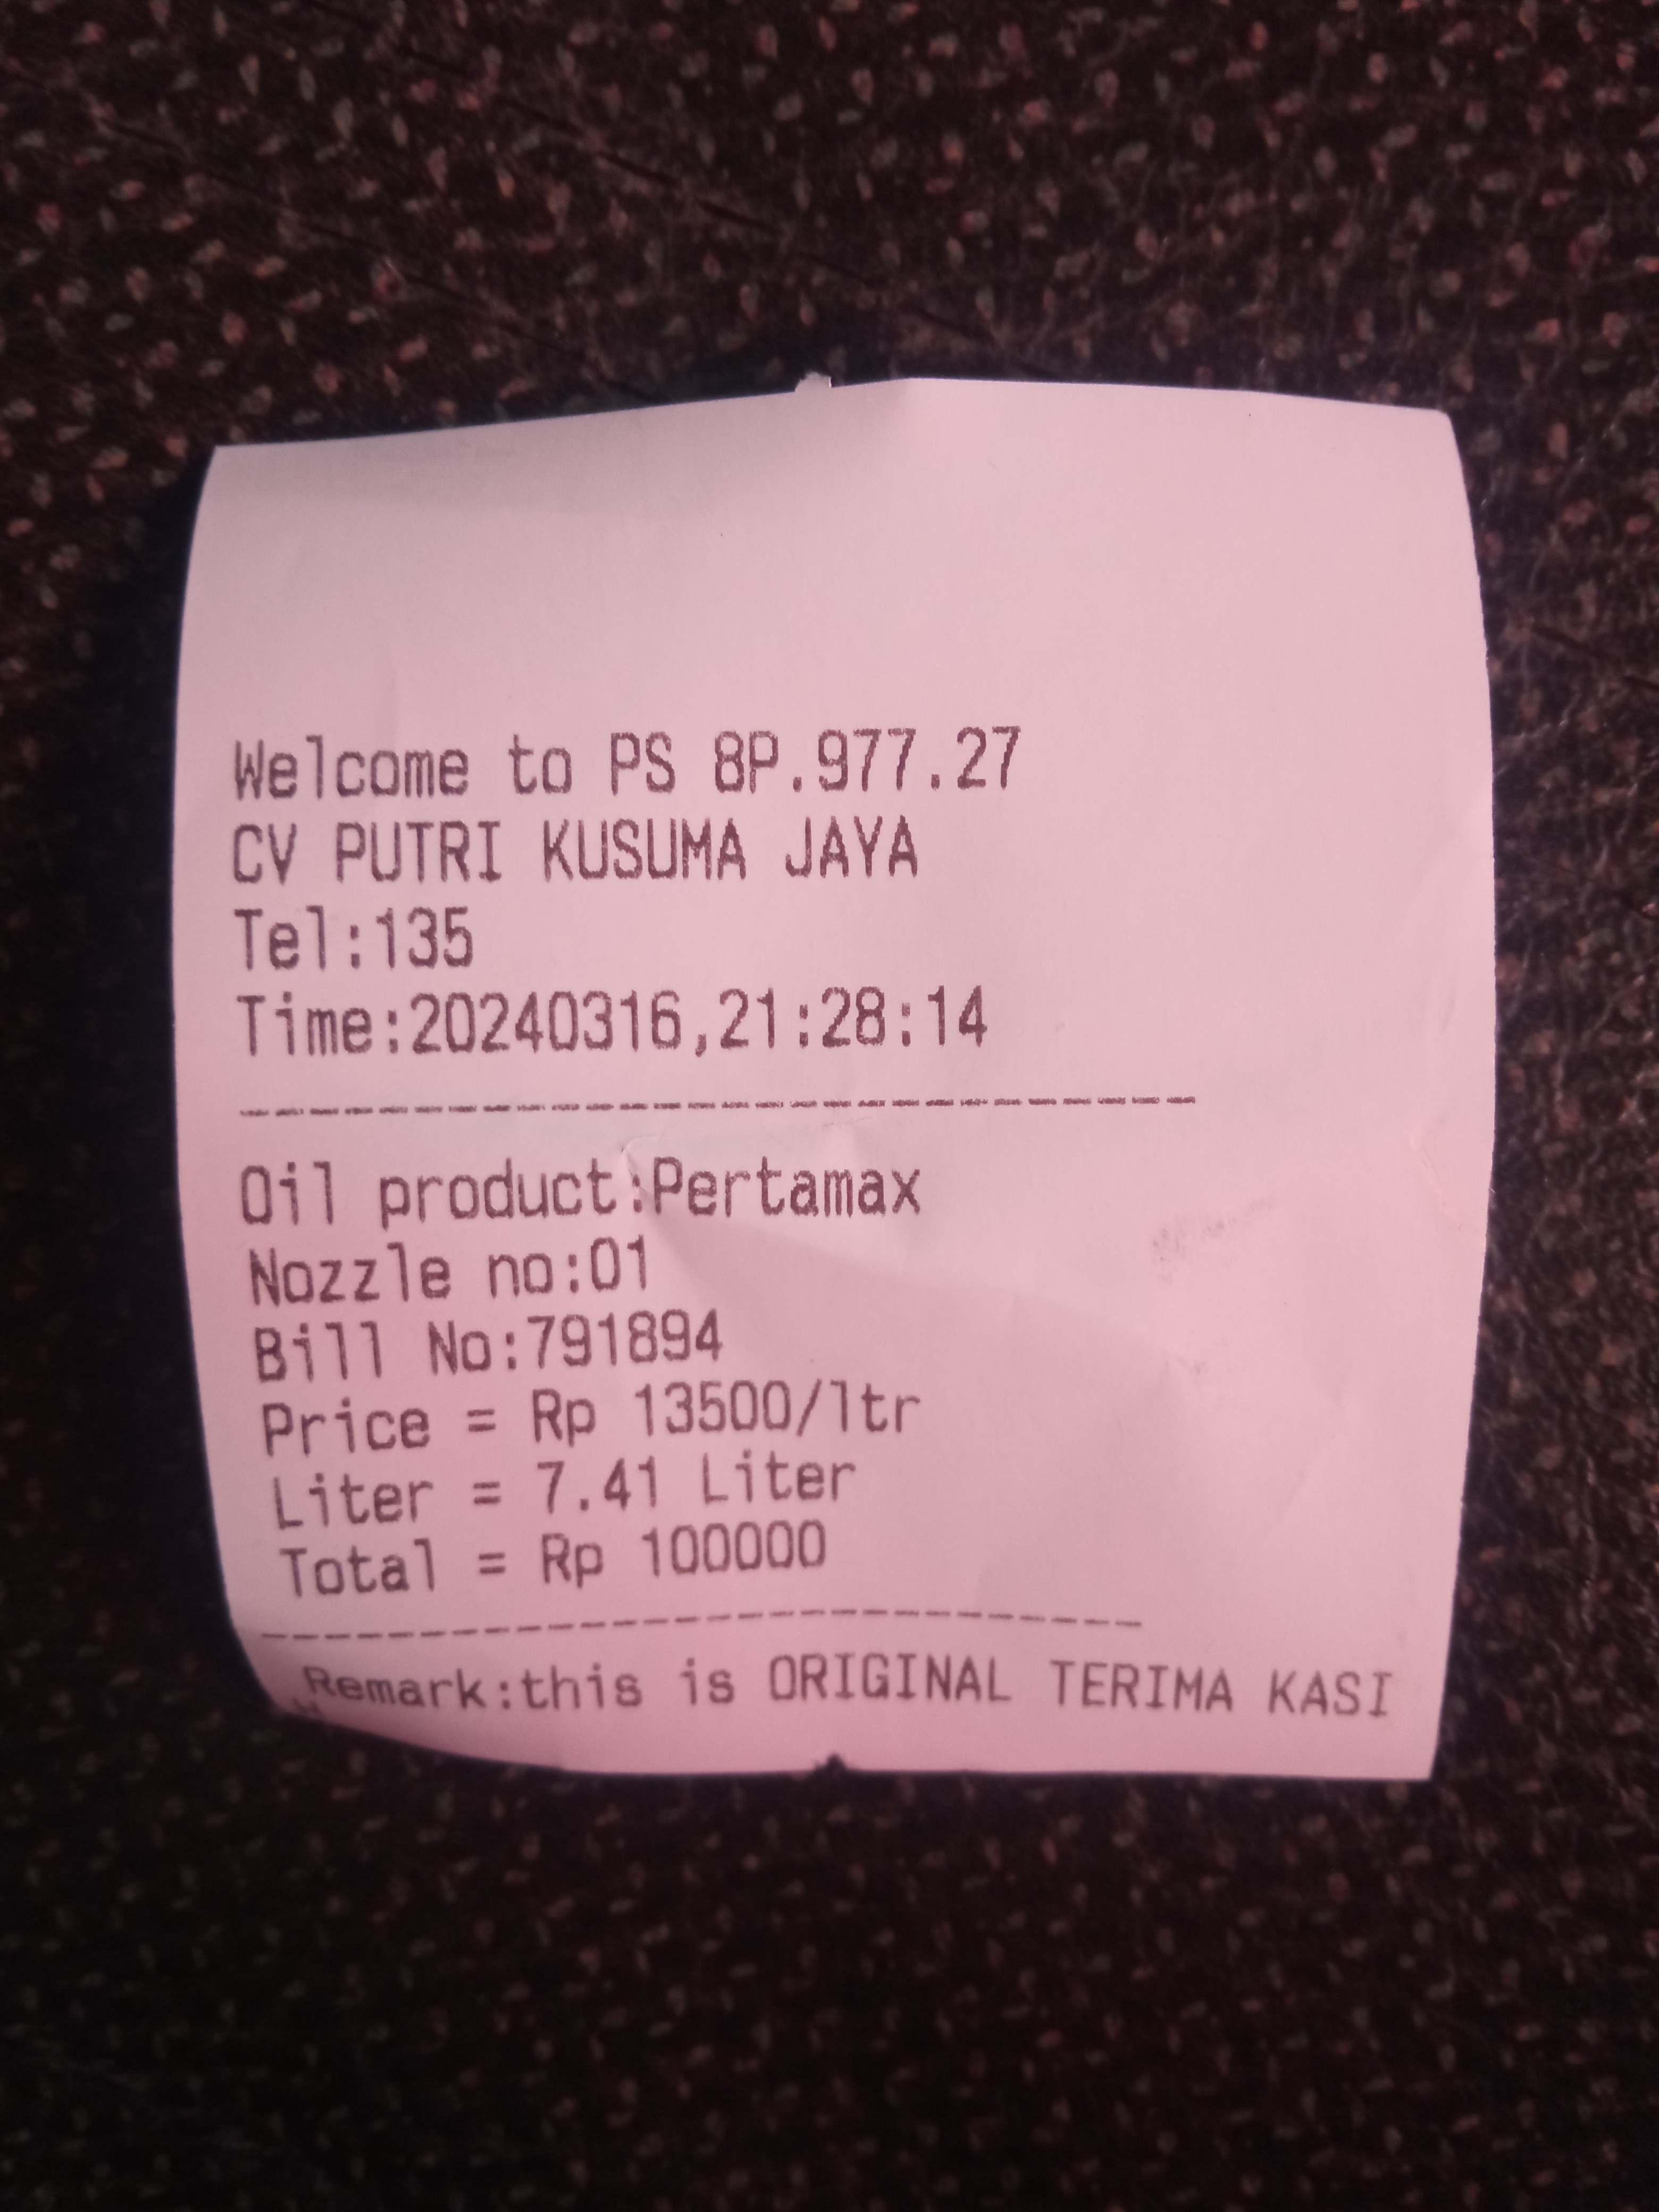 Welcome to PS 8P.977.27
CV PUTRI KUSUMA JAYA
Tel:135
Time:20240316,21:28:14
----------------------------
Oil product:Pertamax
Nozzle no:01
Bill No:791894
Price = Rp 13500/ltr
Liter = 7.41 Liter
Total = Rp 100000
----------------------------
Remark:this is ORIGINAL TERIMA KASI